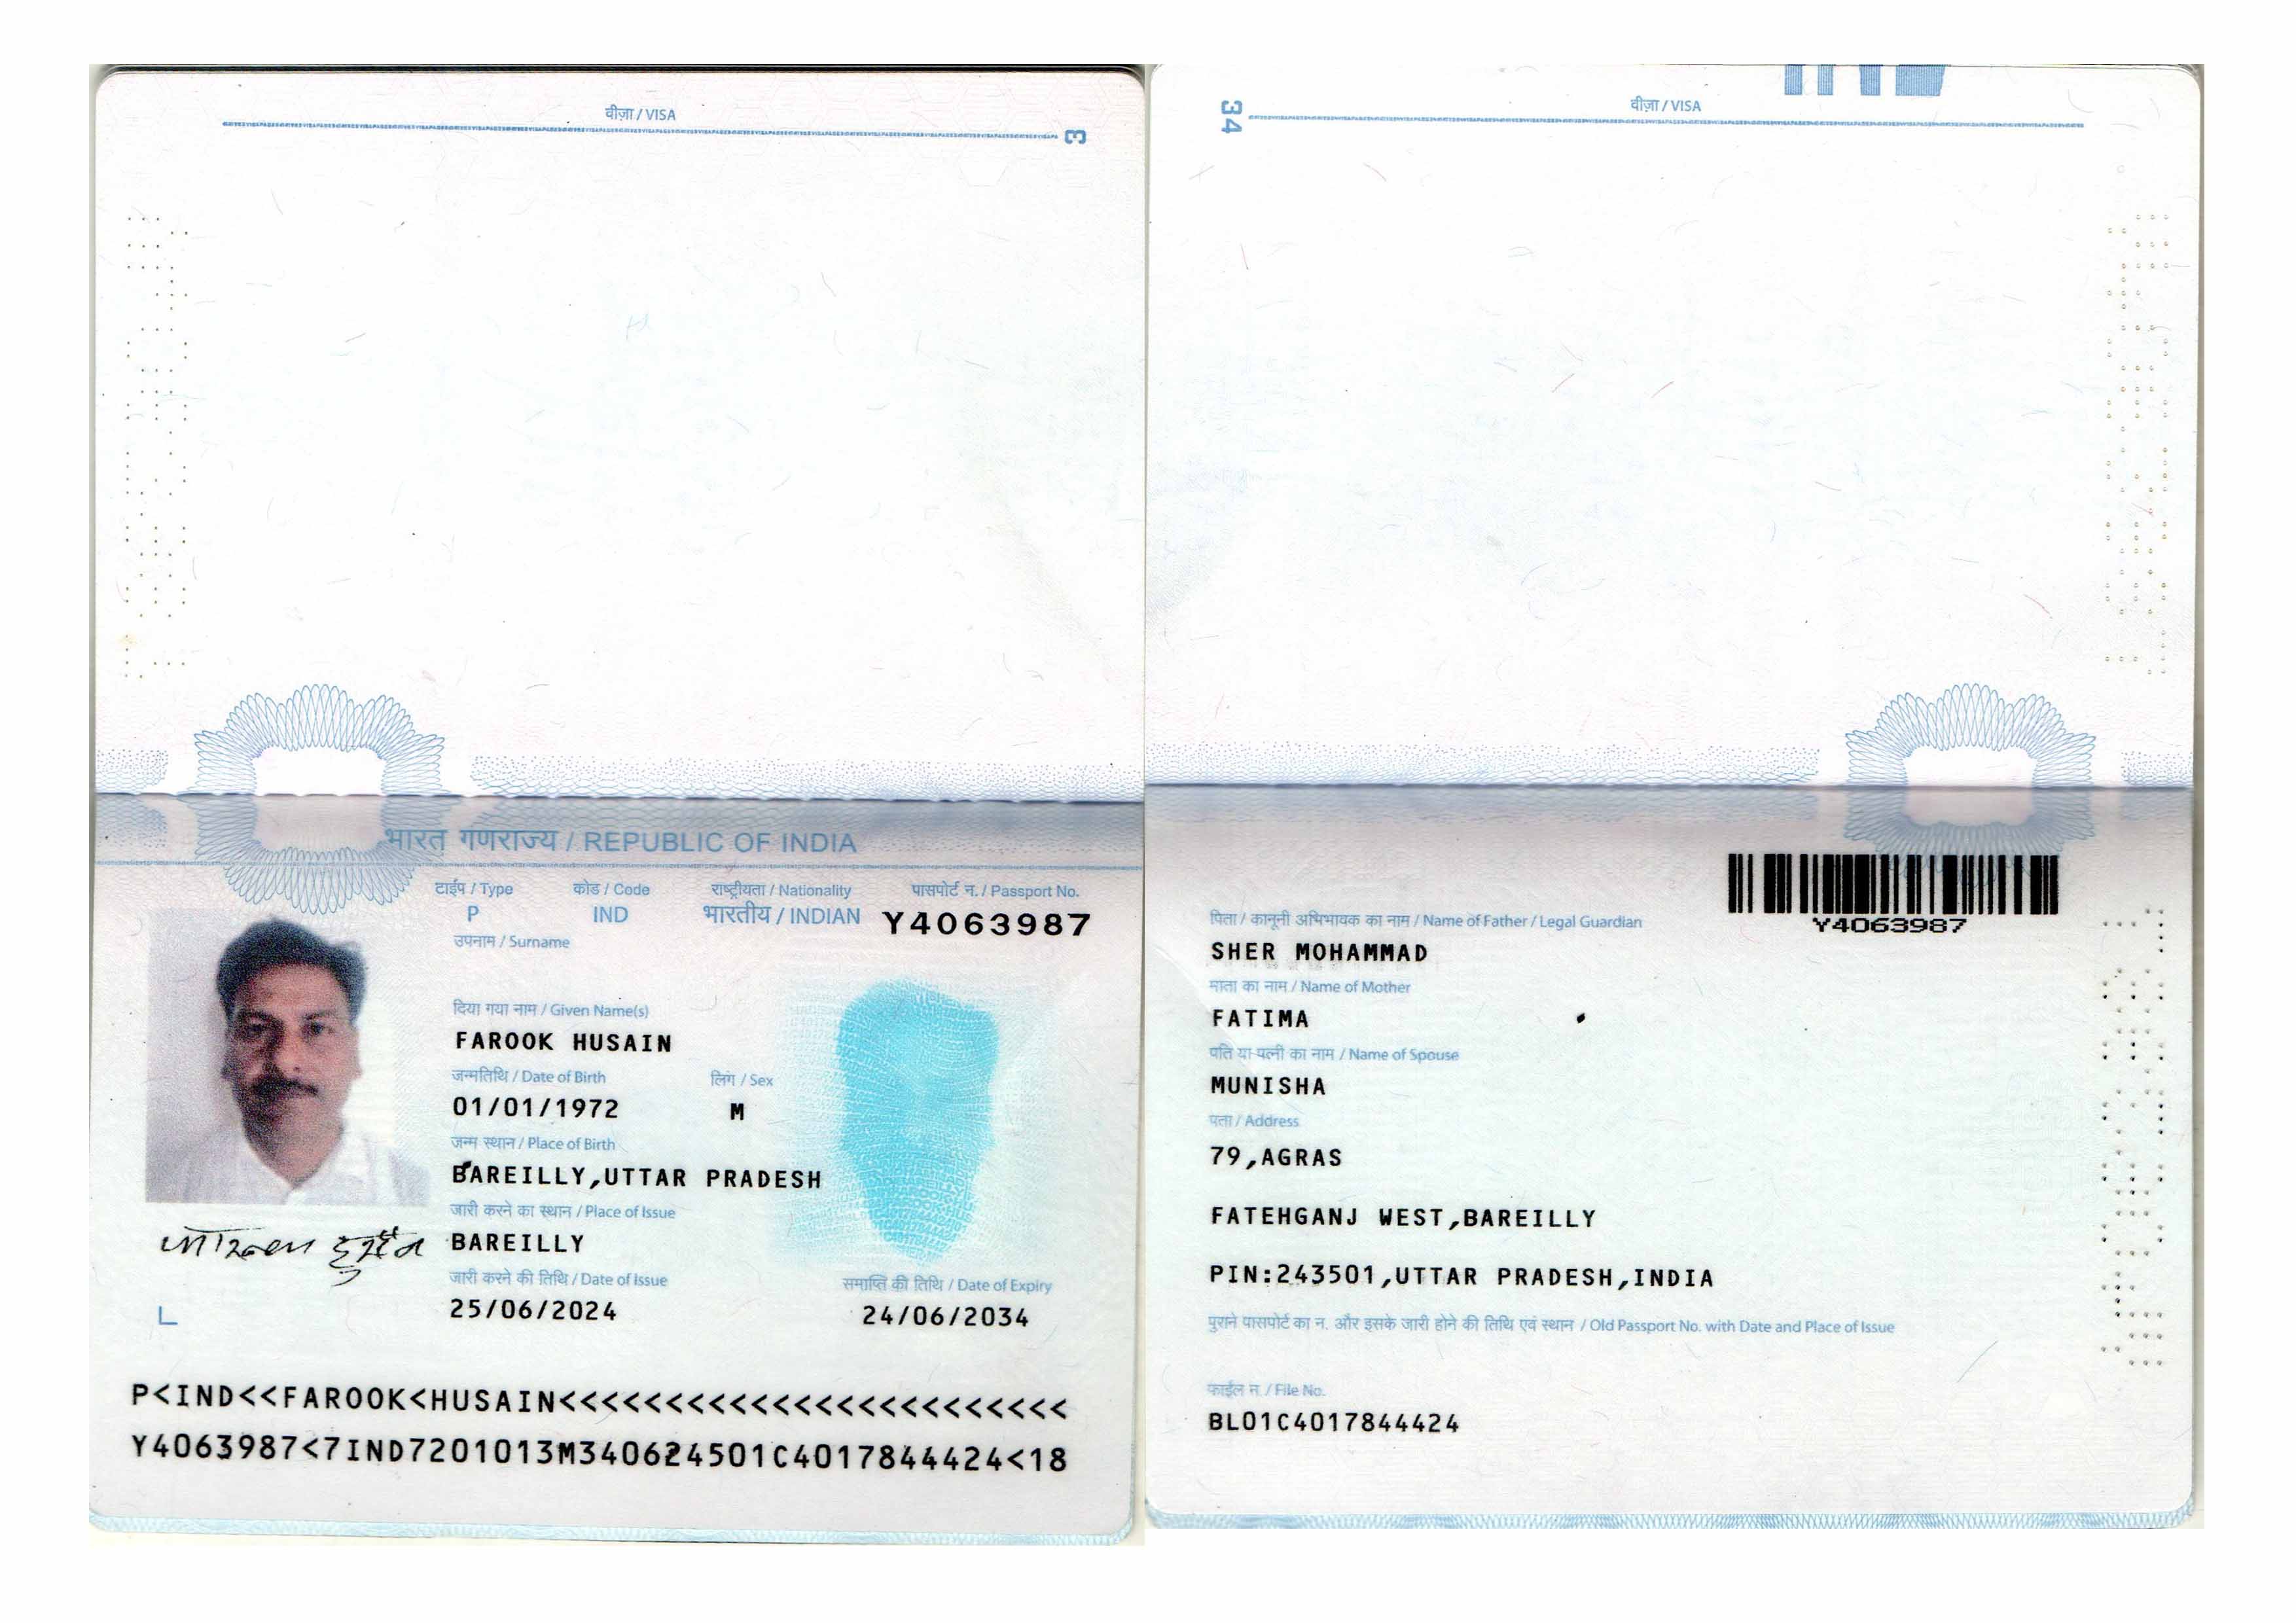 वीज़ा / VISA
3
भारत गणराज्य / REPUBLIC OF INDIA
टाईप / Type कोड / Code राष्ट्रीयता / Nationality पासपोर्ट न. / Passport No.
P IND भारतीय / INDIAN Y4063987
उपनाम / Surname
दिया गया नाम / Given Name(s)
FAROOK HUSAIN
जन्मतिथि / Date of Birth लिंग / Sex
01/01/1972 M
जन्म स्थान / Place of Birth
BAREILLY,UTTAR PRADESH
जारी करने का स्थान / Place of Issue
BAREILLY
जारी करने की तिथि / Date of Issue समाप्ति की तिथि / Date of Expiry
25/06/2024 24/06/2034
L
P<IND<<FAROOK<HUSAIN<<<<<<<<<<<<<<<<<<<<<<<<
Y4063987<7IND7201013M340624501C4017844424<18
34
वीज़ा / VISA
Y4063987
पिता / कानूनी अभिभावक का नाम / Name of Father / Legal Guardian
SHER MOHAMMAD
माता का नाम / Name of Mother
FATIMA
पति या पत्नी का नाम / Name of Spouse
MUNISHA
पता / Address
79,AGRAS
FATEHGANJ WEST,BAREILLY
PIN:243501,UTTAR PRADESH,INDIA
पुराने पासपोर्ट का न. और इसके जारी होने की तिथि एवं स्थान / Old Passport No. with Date and Place of Issue
फाईल न. / File No.
BL01C4017844424